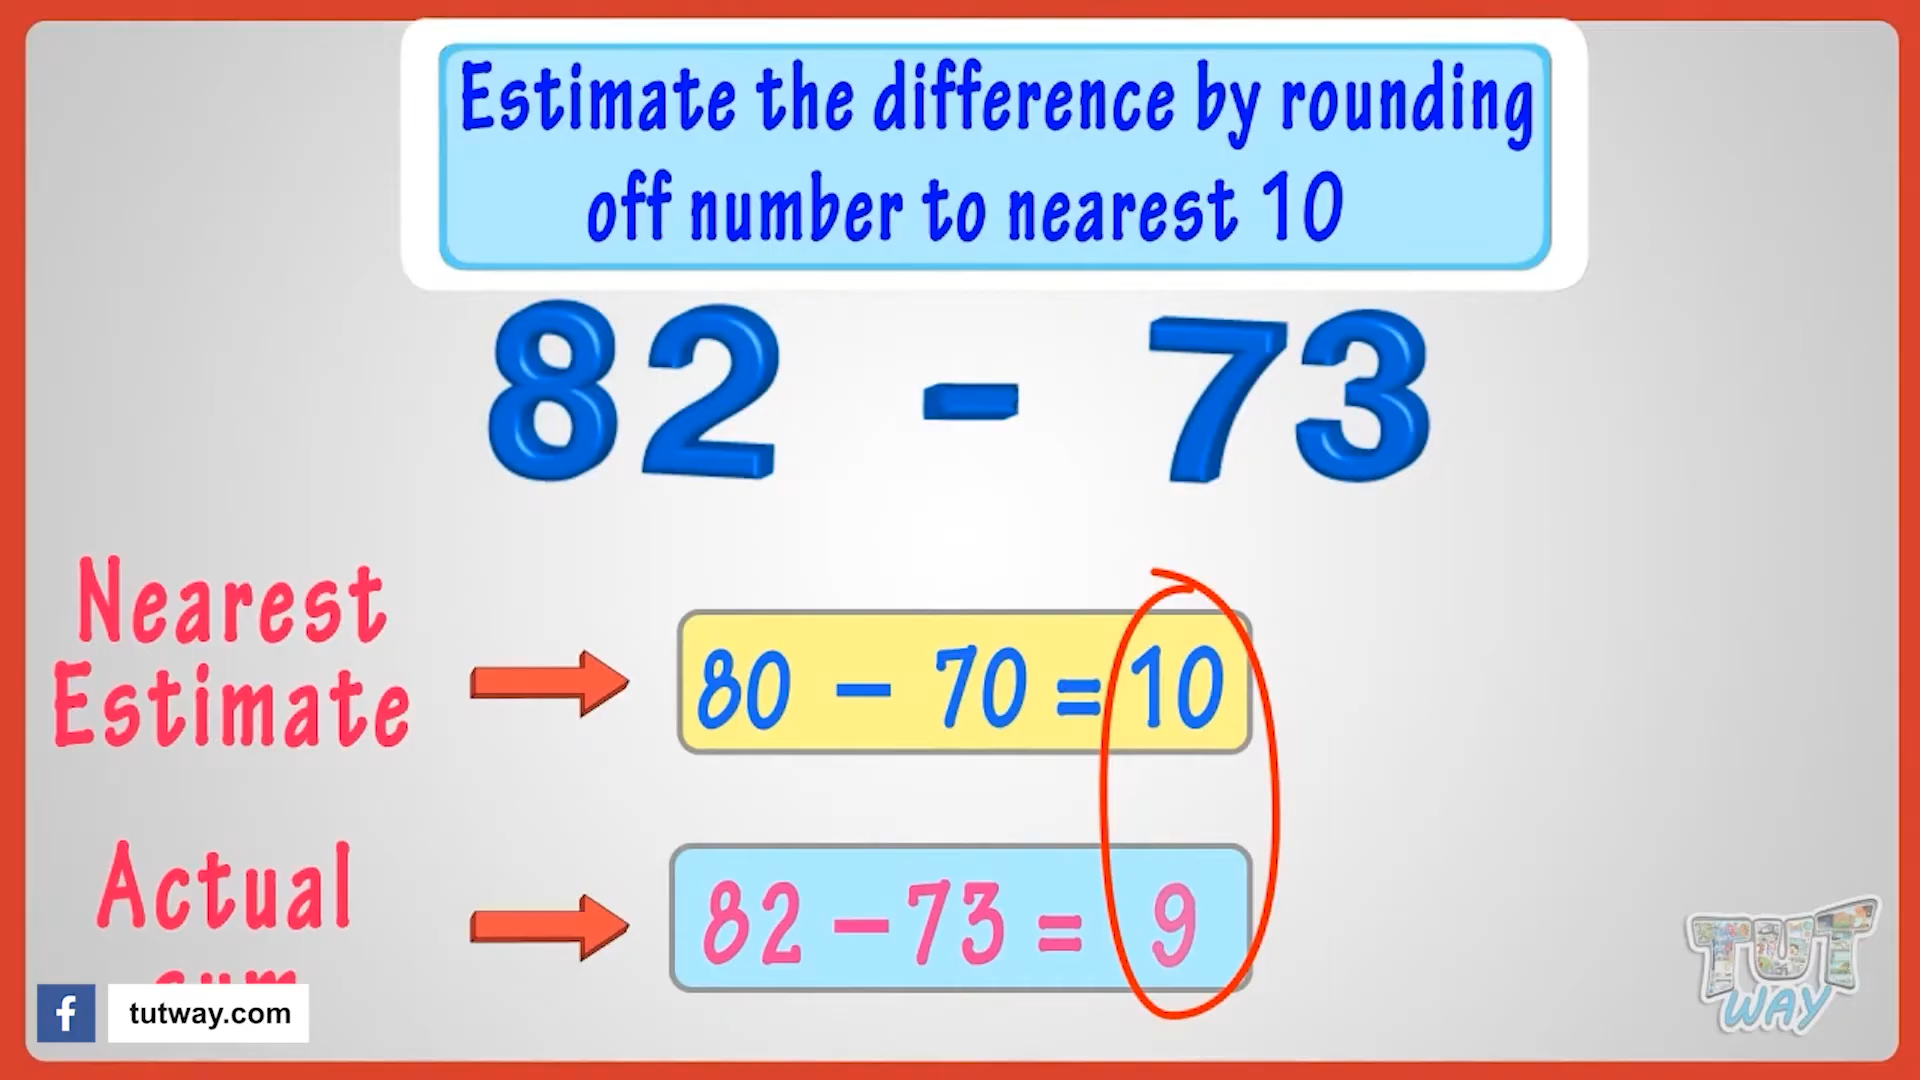 Estimate the difference by rounding
off number to nearest 10
82 - 73
Nearest
Estimate
80 - 70 = 10
Actual
82 - 73 = 9
f tutway.com
TUT
WAY